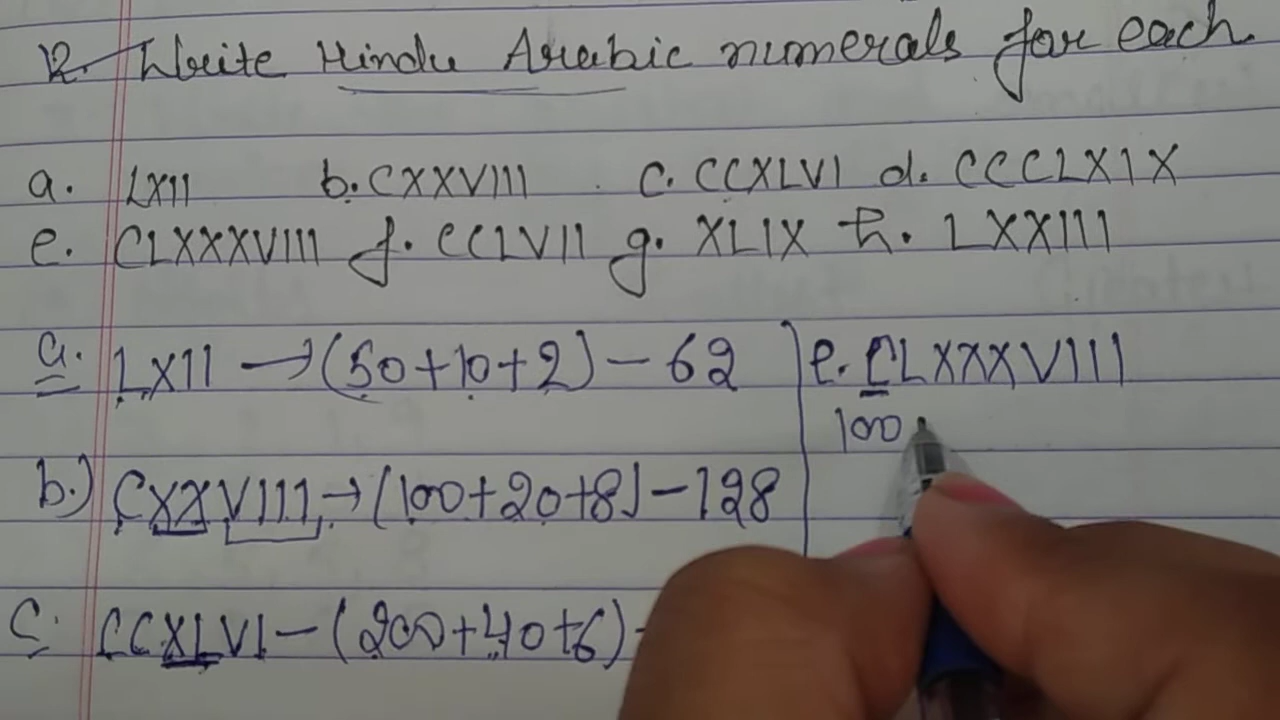 12. Write Hindu Arabic numerals for each.
a. LXII b. CXXVIII c. CCXLVI d. CCCLXIX
e. CLXXXVIII f. CCLVII g. XLIX h. LXXIII
a. LXII → (50+10+2) - 62
b.) CXXVIII → (100+20+8) - 128
c. CCXLVI - (200+40+6) -
e. CLXXXVIII
100